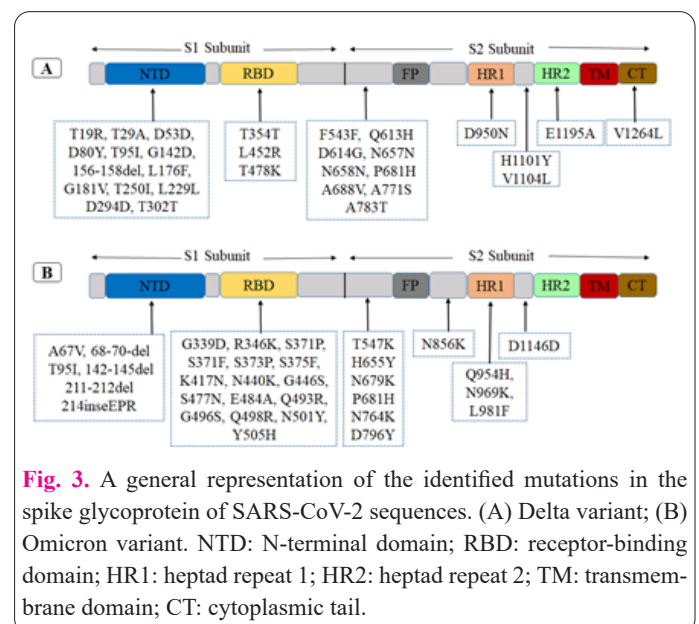 S1 Subunit S2 Subunit
A NTD RBD FP HR1 HR2 TM CT
T19R, T29A, D53D,
D80Y, T95I, G142D,
156-158del, L176F,
G181V, T250I, L229L
D294D, T302T
T354T
L452R
T478K
F543F, Q613H
D614G, N657N
N658N, P681H
A688V, A771S
A783T
D950N
H1101Y
V1104L
E1195A
V1264L
S1 Subunit S2 Subunit
B NTD RBD FP HR1 HR2 TM CT
A67V, 68-70-del
T95I, 142-145del
211-212del
214inseEPR
G339D, R346K, S371P,
S371F, S373P, S375F,
K417N, N440K, G446S,
S477N, E484A, Q493R,
G496S, Q498R, N501Y,
Y505H
T547K
H655Y
N679K
P681H
N764K
D796Y
N856K
Q954H,
N969K,
L981F
D1146D
Fig. 3. A general representation of the identified mutations in the
spike glycoprotein of SARS-CoV-2 sequences. (A) Delta variant; (B)
Omicron variant. NTD: N-terminal domain; RBD: receptor-binding
domain; HR1: heptad repeat 1; HR2: heptad repeat 2; TM: transmem-
brane domain; CT: cytoplasmic tail.